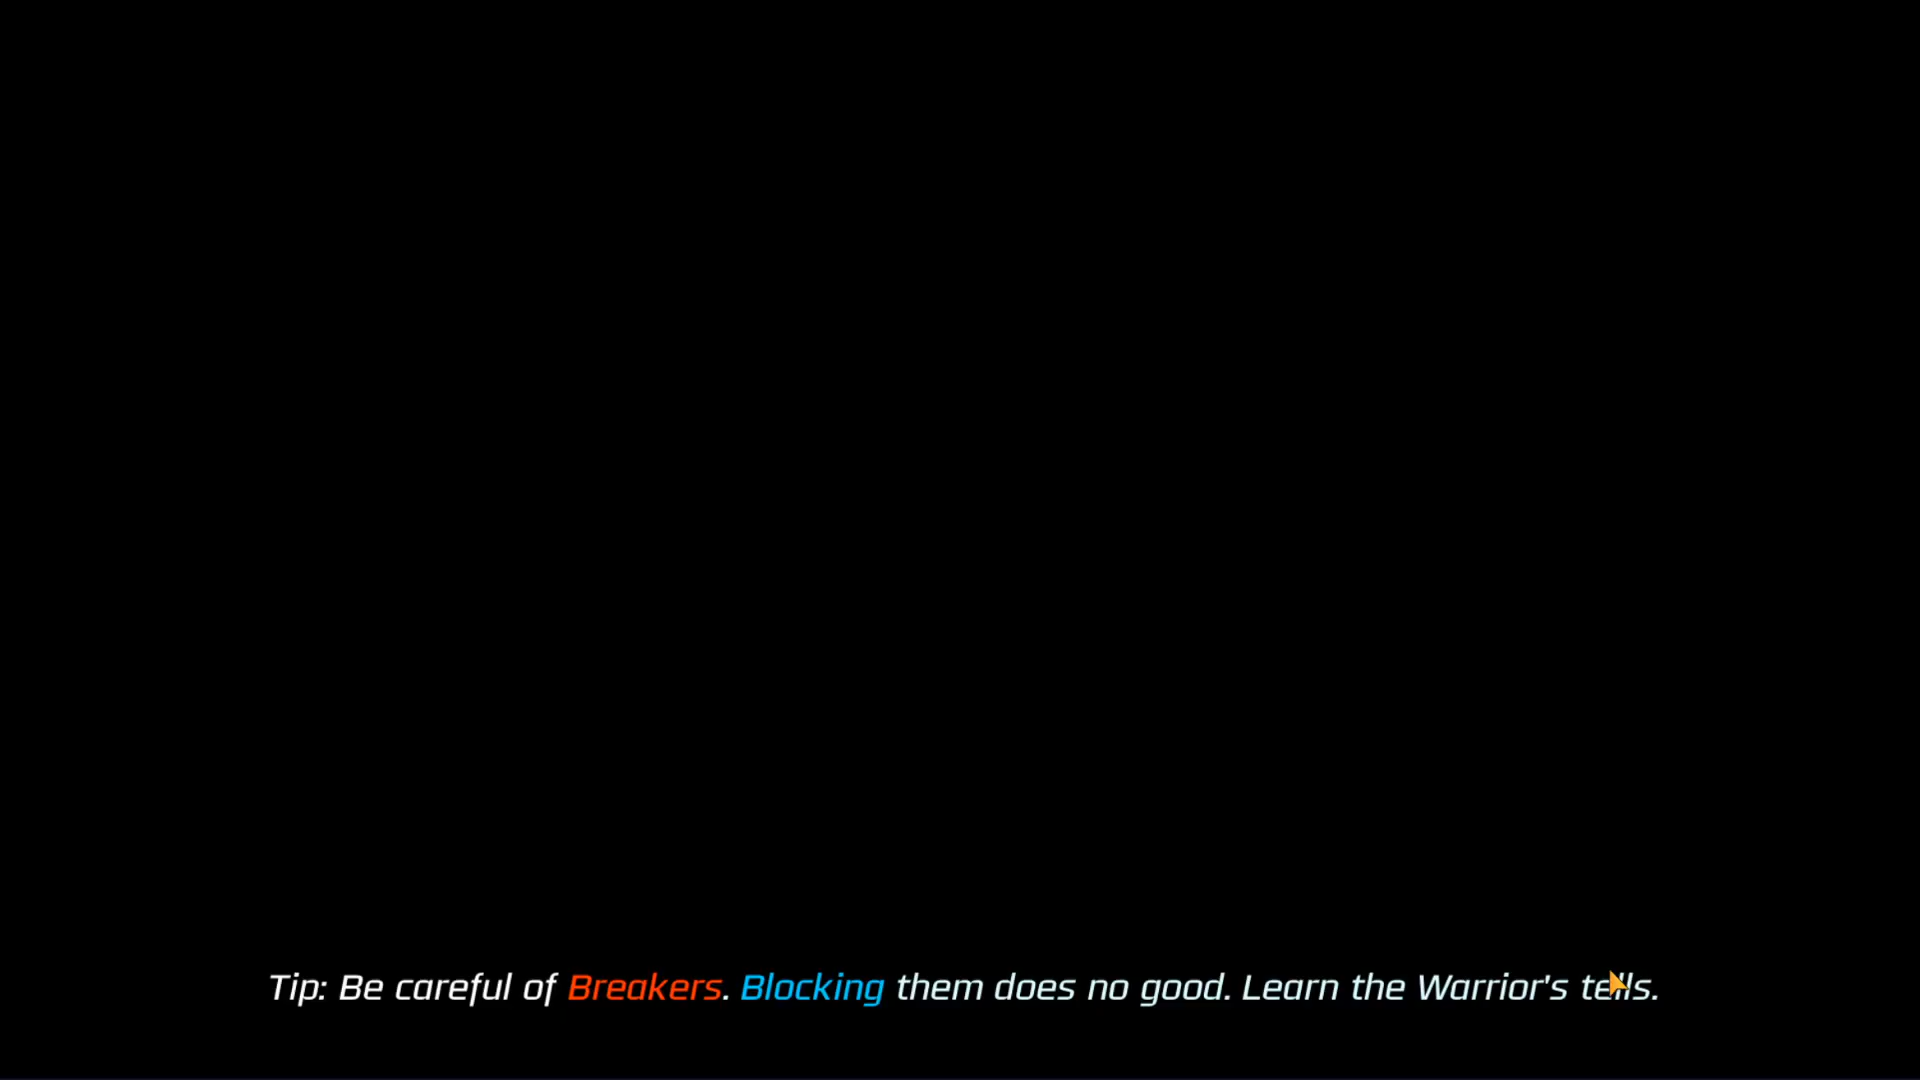 Tip: Be careful of Breakers. Blocking them does no good. Learn the Warrior's tells.